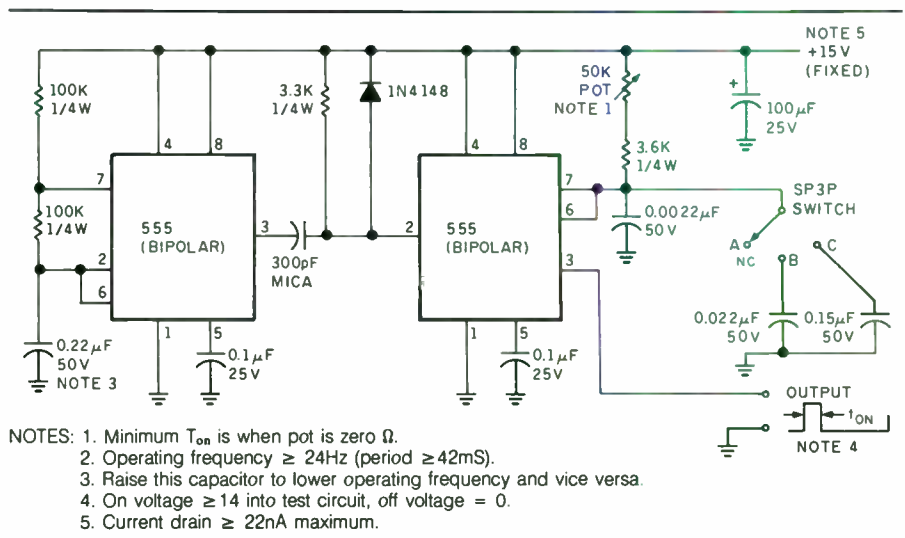 NOTE 5
+15V
(FIXED)
100K
1/4W
3.3K
1/4W
1N4148
50K
POT
NOTE 1
+
100µF
25V
4
8
4
8
3.6K
1/4W
7
100K
1/4W
555
(BIPOLAR)
3
300pF
MICA
2
6
1
5
0.22µF
50V
NOTE 3
0.1µF
25V
2
555
(BIPOLAR)
7
6
3
1
5
0.1µF
25V
0.0022µF
50V
SP3P
SWITCH
A
NC
B
C
0.022µF
50V
0.15µF
50V
OUTPUT
tON
NOTE 4
NOTES: 1. Minimum Ton is when pot is zero Ω.
2. Operating frequency ≥ 24Hz (period ≥42mS).
3. Raise this capacitor to lower operating frequency and vice versa.
4. On voltage ≥14 into test circuit, off voltage = 0.
5. Current drain ≥ 22nA maximum.